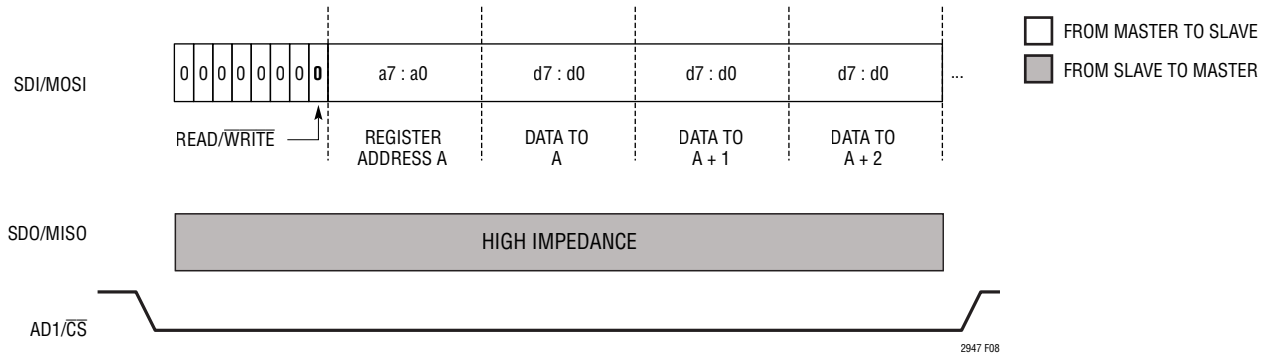 FROM MASTER TO SLAVE
FROM SLAVE TO MASTER
SDI/MOSI
0 0 0 0 0 0 0 0 a7 : a0 d7 : d0 d7 : d0 d7 : d0 ...
READ/WRITE
REGISTER
ADDRESS A
DATA TO
A
DATA TO
A + 1
DATA TO
A + 2
SDO/MISO
HIGH IMPEDANCE
AD1/CS
2947 F08